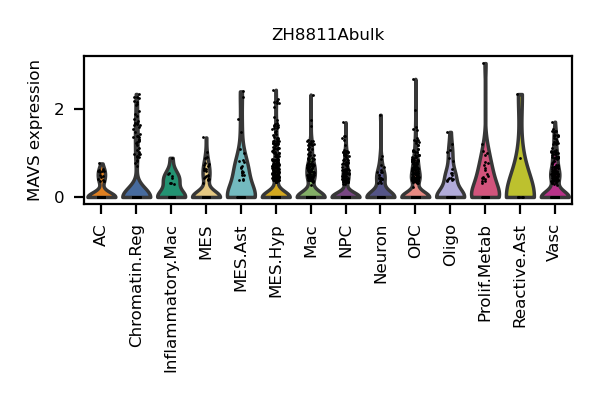 ZH8811Abulk
MAVS expression
2
0
AC
Chromatin.Reg
Inflammatory.Mac
MES
MES.Ast
MES.Hyp
Mac
NPC
Neuron
OPC
Oligo
Prolif.Metab
Reactive.Ast
Vasc